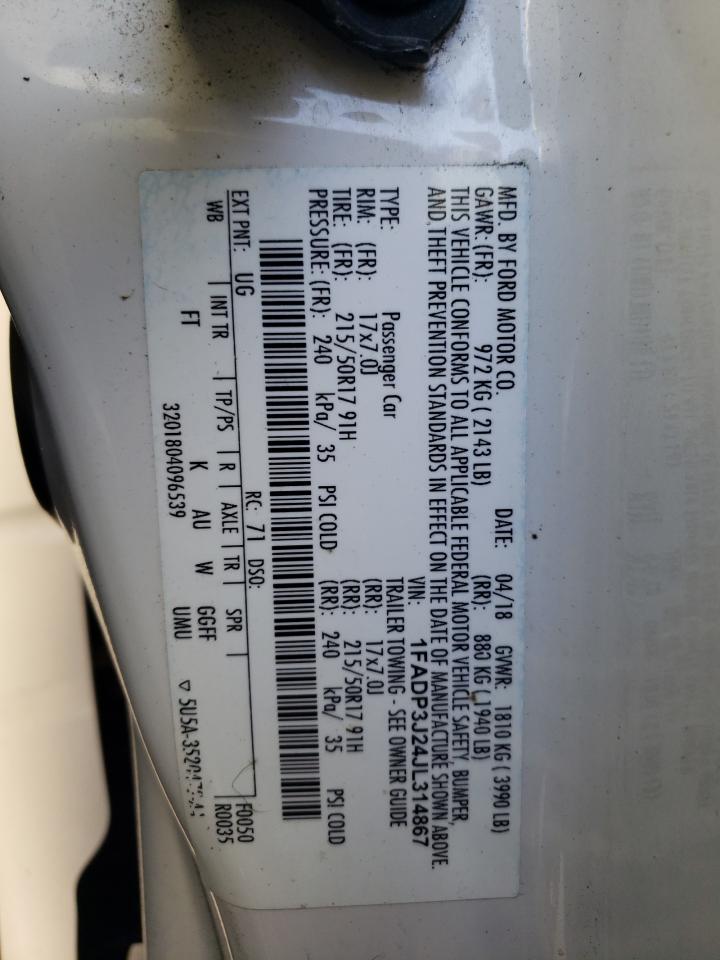 MFD. BY FORD MOTOR CO.
DATE: 04/18 GVWR: 1810 KG ( 3990 LB)
GAWR: (FR): 972 KG ( 2143 LB) (RR): 880 KG ( 1940 LB)
THIS VEHICLE CONFORMS TO ALL APPLICABLE FEDERAL MOTOR VEHICLE SAFETY, BUMPER,
AND THEFT PREVENTION STANDARDS IN EFFECT ON THE DATE OF MANUFACTURE SHOWN ABOVE.
VIN: 1FADP3J24JL314867
TYPE: Passenger Car TRAILER TOWING - SEE OWNER GUIDE
RIM: (FR): 17x7.0J (RR): 17x7.0J
TIRE: (FR): 215/50R17 91H (RR): 215/50R17 91H
PRESSURE: (FR): 240 kPa/ 35 PSI COLD (RR): 240 kPa/ 35 PSI COLD
EXT PNT: UG RC: 71 DSO: F0050
WB INT TR TP/PS R AXLE TR SPR R0035
FT K AU W GGFF
3201804096539 UMU